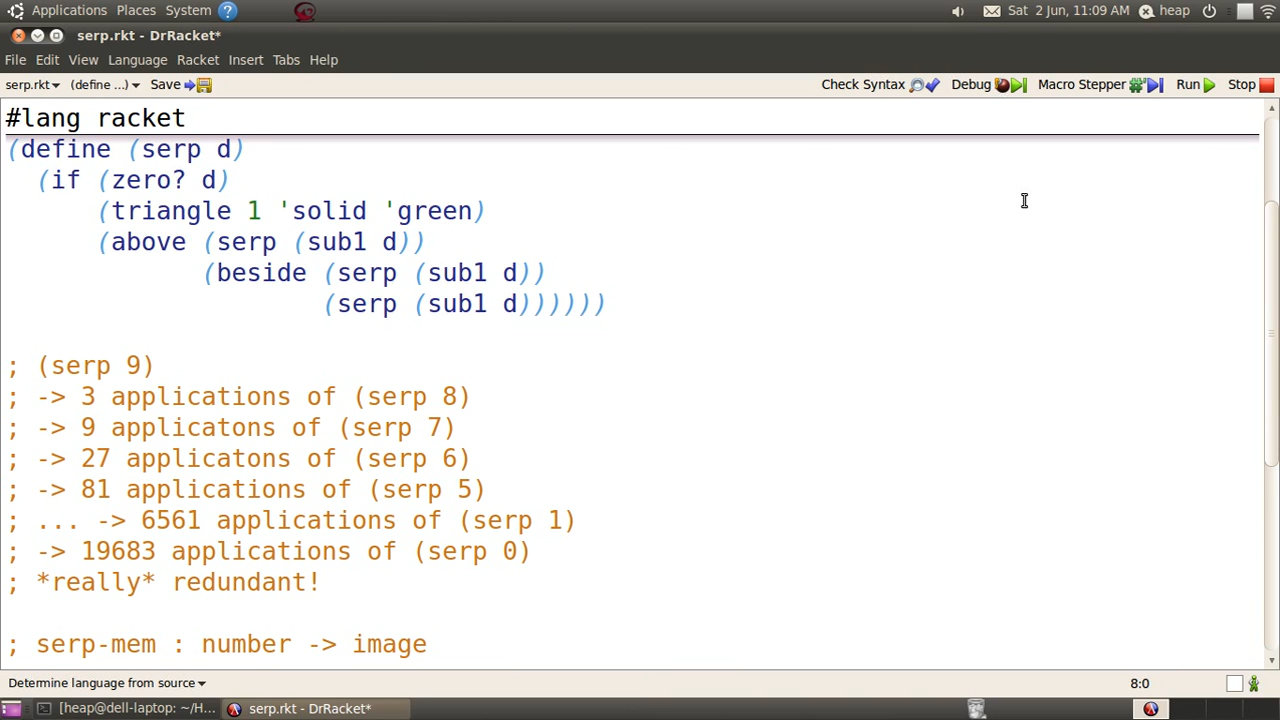 Applications Places System ? Sat 2 Jun, 11:09 AM heap
serp.rkt - DrRacket*
File Edit View Language Racket Insert Tabs Help
serp.rkt (define ...) Save Check Syntax Debug Macro Stepper Run Stop
#lang racket
(define (serp d)
(if (zero? d)
(triangle 1 'solid 'green)
(above (serp (sub1 d))
(beside (serp (sub1 d))
(serp (sub1 d))))))
; (serp 9)
; -> 3 applications of (serp 8)
; -> 9 applicatons of (serp 7)
; -> 27 applicatons of (serp 6)
; -> 81 applications of (serp 5)
; ... -> 6561 applications of (serp 1)
; -> 19683 applications of (serp 0)
; *really* redundant!
; serp-mem : number -> image
Determine language from source 8:0
[heap@dell-laptop: ~/H... serp.rkt - DrRacket*